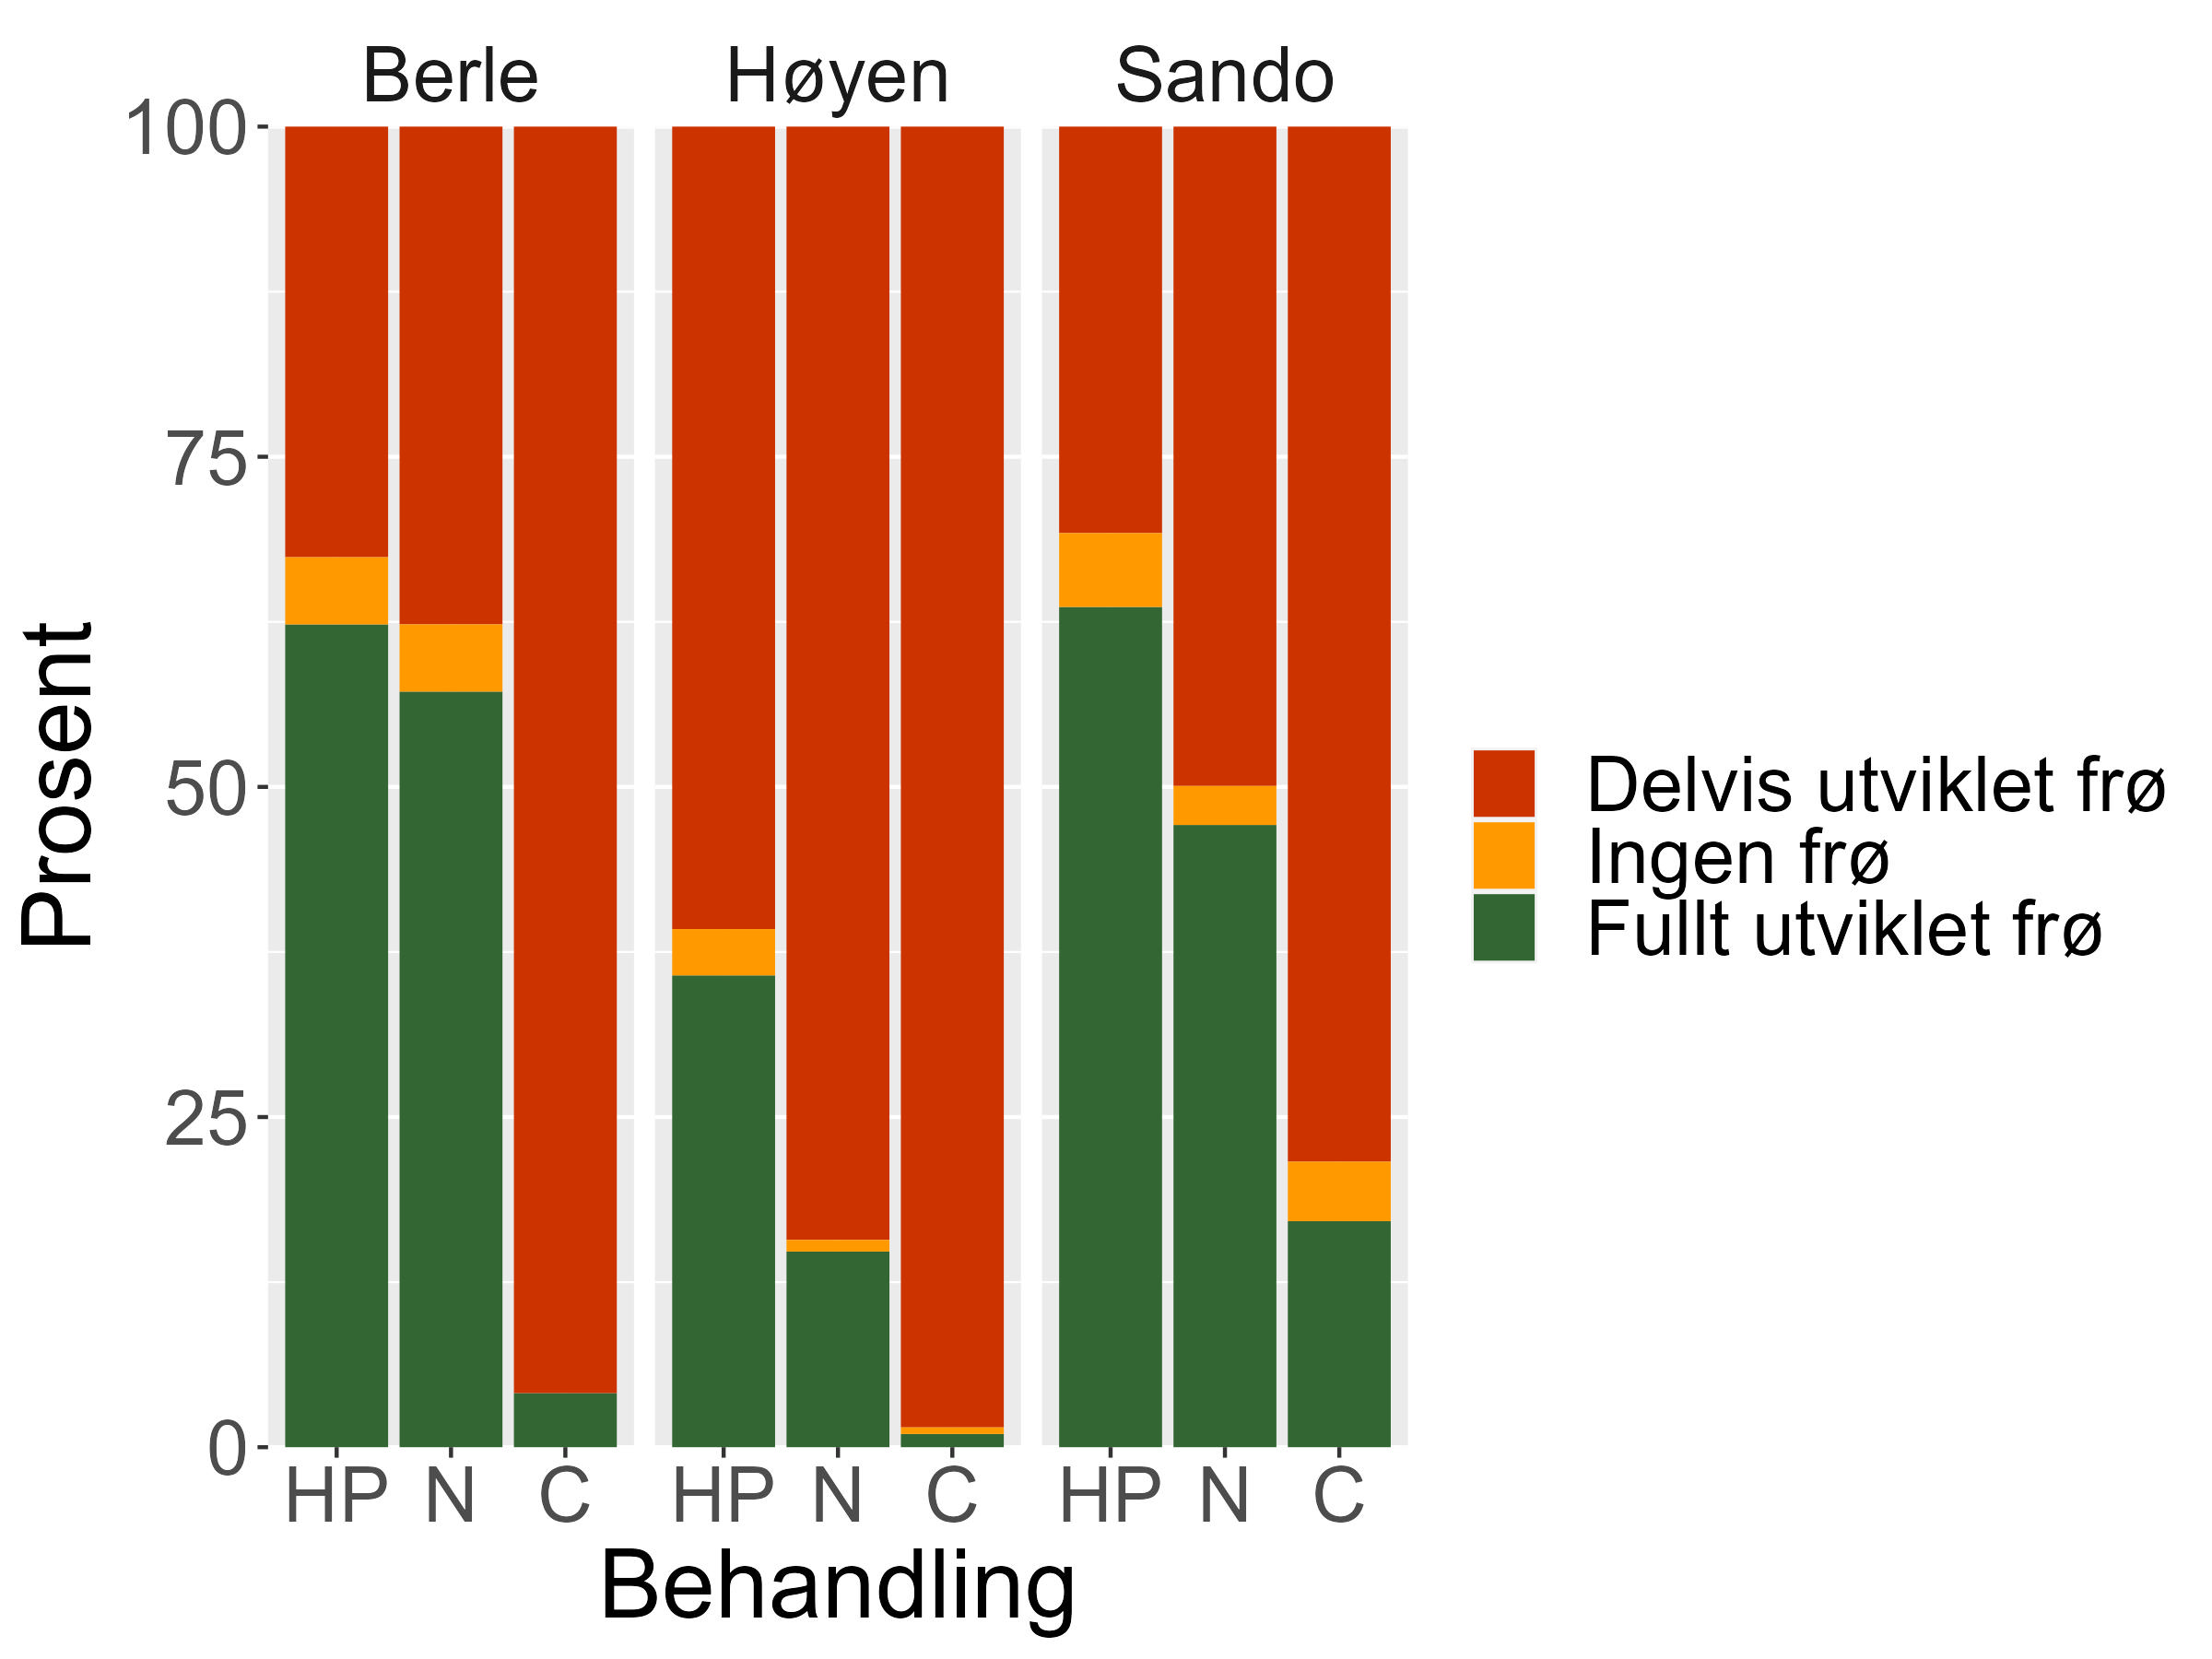 Berle Høyen Sando
100
75
50
25
0
Prosent
HP N C HP N C HP N C
Behandling
Delvis utviklet frø
Ingen frø
Fullt utviklet frø